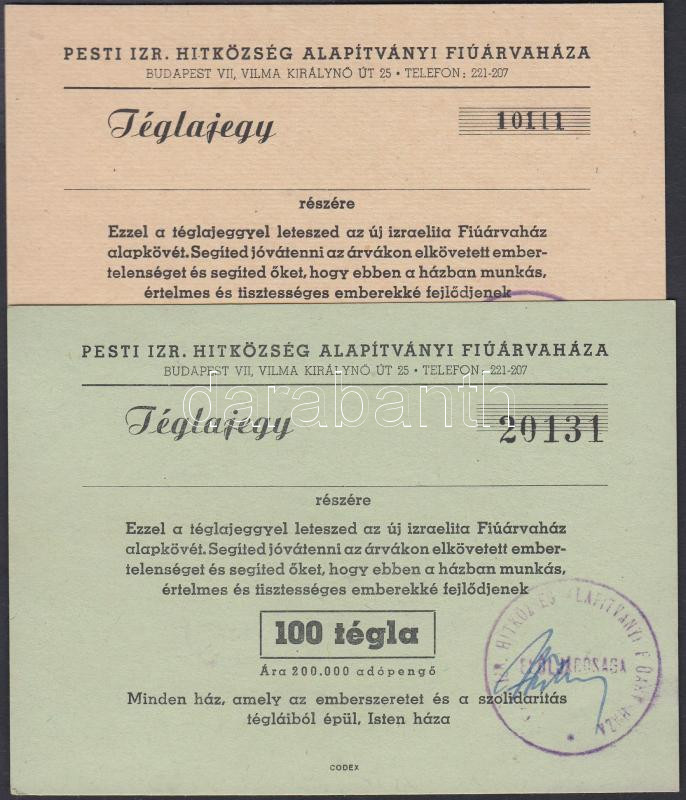 PESTI IZR. HITKÖZSÉG ALAPÍTVÁNYI FIÚÁRVAHÁZA
BUDAPEST VII, VILMA KIRÁLYNŐ ÚT 25 • TELEFON: 221-207
Téglajegy
10111
részére
Ezzel a téglajeggyel leteszed az új izraelita Fiúárvaház
alapkövét. Segíted jóvátenni az árvákon elkövetett ember-
telenséget és segíted őket, hogy ebben a házban munkás,
értelmes és tisztességes emberekké fejlődjenek
PESTI IZR. HITKÖZSÉG ALAPÍTVÁNYI FIÚÁRVAHÁZA
BUDAPEST VII, VILMA KIRÁLYNŐ ÚT 25 • TELEFON: 221-207
darabanth
Téglajegy
20131
részére
Ezzel a téglajeggyel leteszed az új izraelita Fiúárvaház
alapkövét. Segíted jóvátenni az árvákon elkövetett ember-
telenséget és segíted őket, hogy ebben a házban munkás,
értelmes és tisztességes emberekké fejlődjenek
100 tégla
Ára 200.000 adópengő
Minden ház, amely az emberszeretet és a szolidaritás
tégláiból épül, Isten háza
ELÖLJÁRÓSÁGA
CODEX